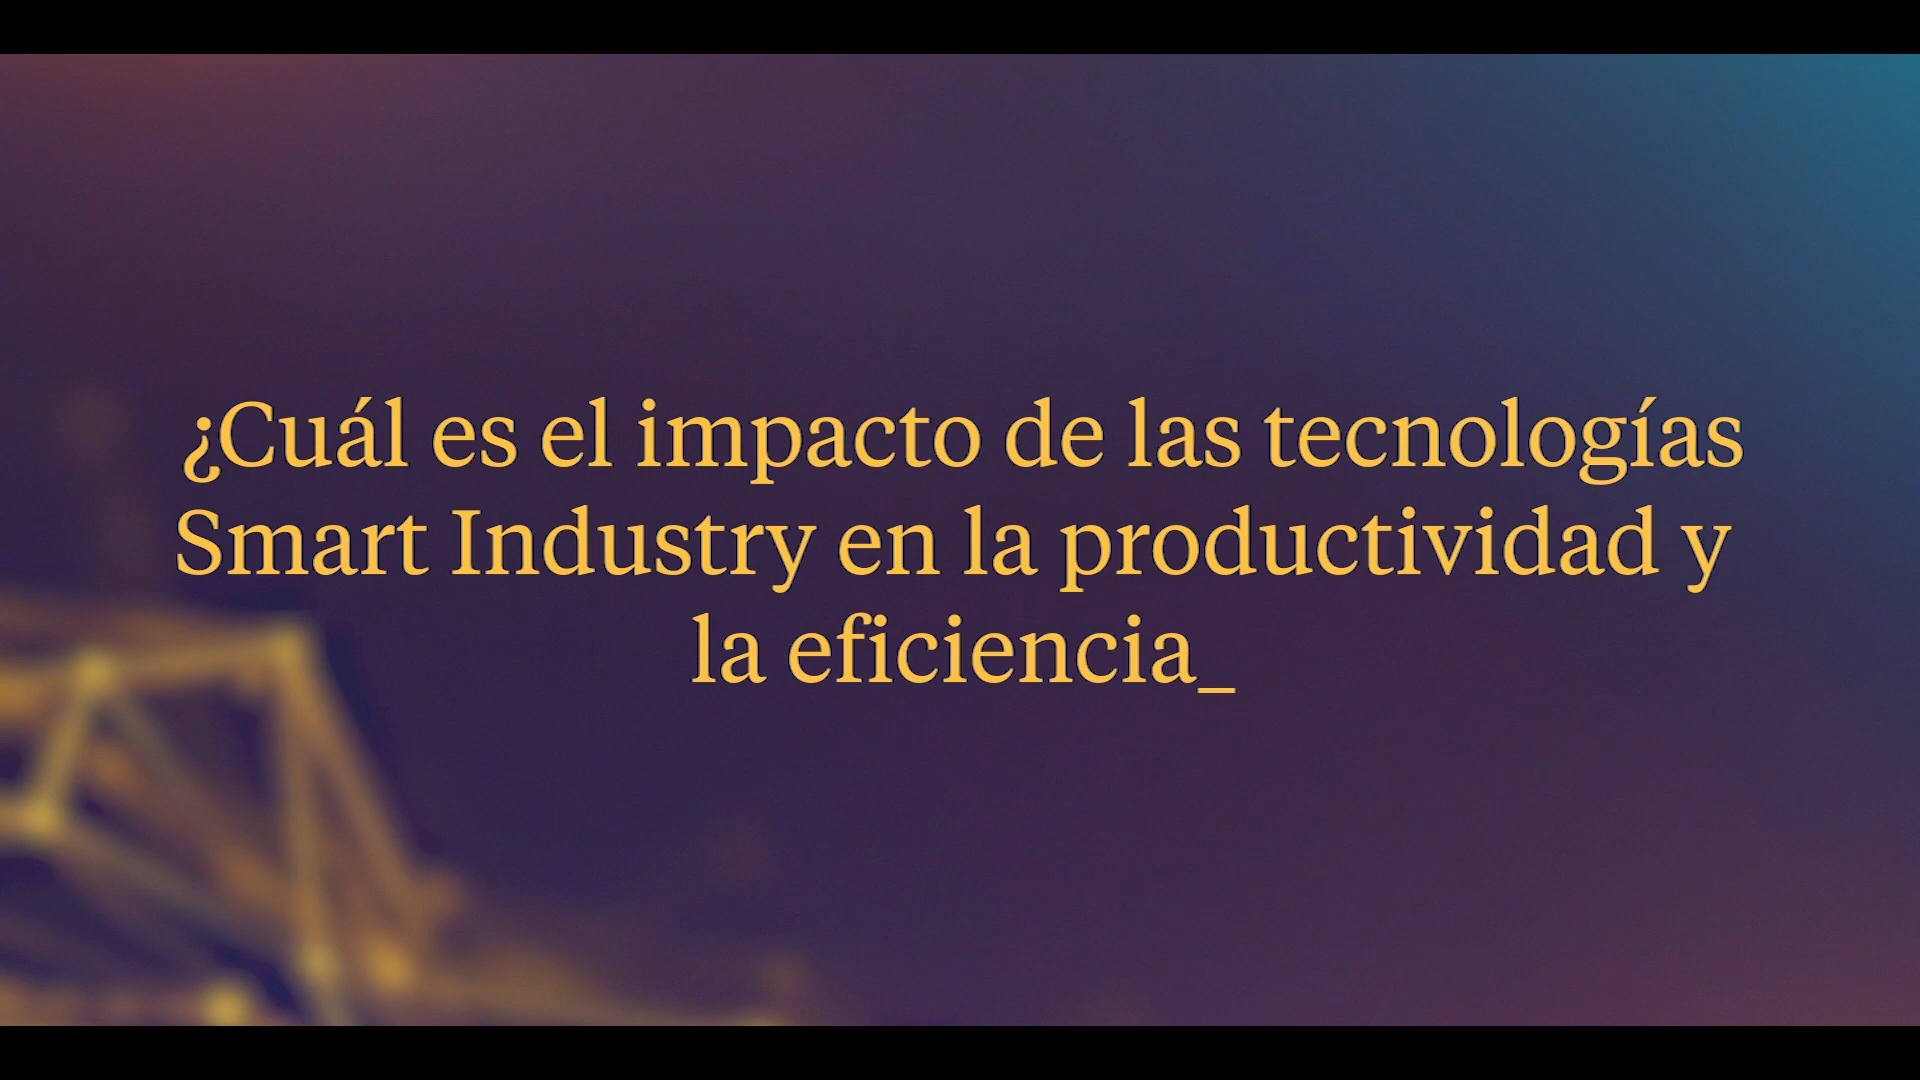 ¿Cuál es el impacto de las tecnologías
Smart Industry en la productividad y
la eficiencia_